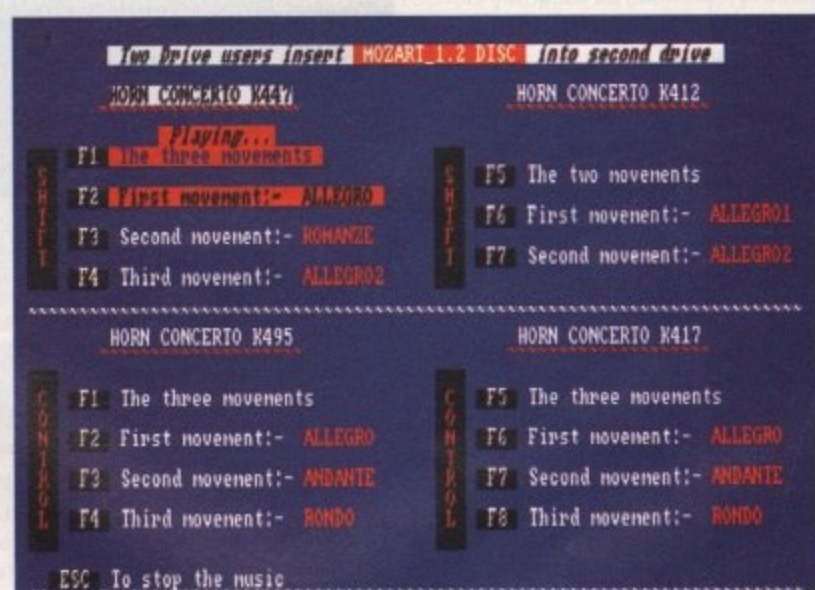 Two Drive users insert MOZART_1.2 DISC into second drive
HORN CONCERTO K447
Playing...
SHIFT
F1 The three movements
F2 First movement:- ALLEGRO
F3 Second movement:- ROMANZE
F4 Third movement:- ALLEGRO2
HORN CONCERTO K412
SHIFT
F5 The two movements
F6 First movement:- ALLEGRO1
F7 Second movement:- ALLEGRO2
HORN CONCERTO K495
CONTROL
F1 The three movements
F2 First movement:- ALLEGRO
F3 Second movement:- ANDANTE
F4 Third movement:- RONDO
HORN CONCERTO K417
CONTROL
F5 The three movements
F6 First movement:- ALLEGRO
F7 Second movement:- ANDANTE
F8 Third movement:- RONDO
ESC To stop the music